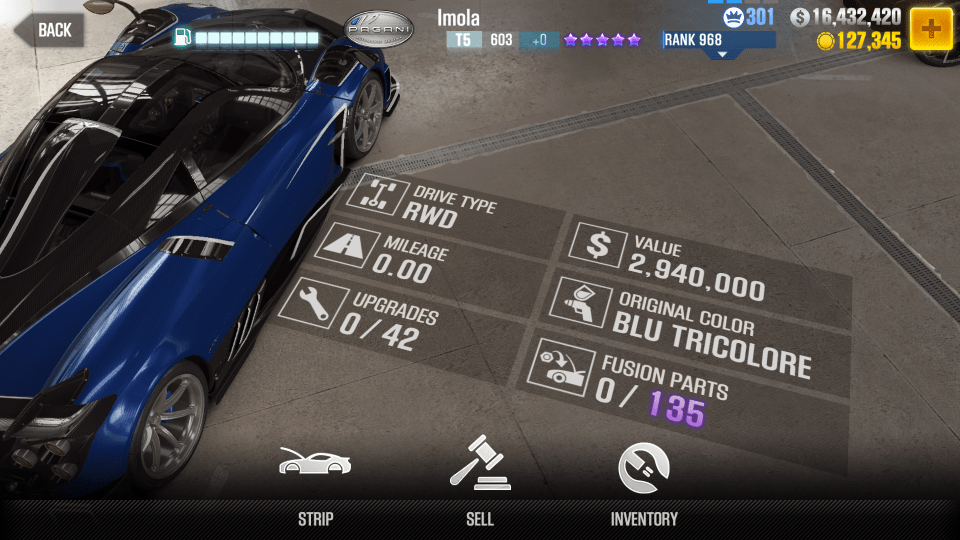 BACK
PAGANI
Imola
T5 603 +0
301
16,432,420
RANK 968
127,345
DRIVE TYPE
RWD
MILEAGE
0.00
UPGRADES
0 / 42
VALUE
2,940,000
ORIGINAL COLOR
BLU TRICOLORE
FUSION PARTS
0 / 135
STRIP
SELL
INVENTORY